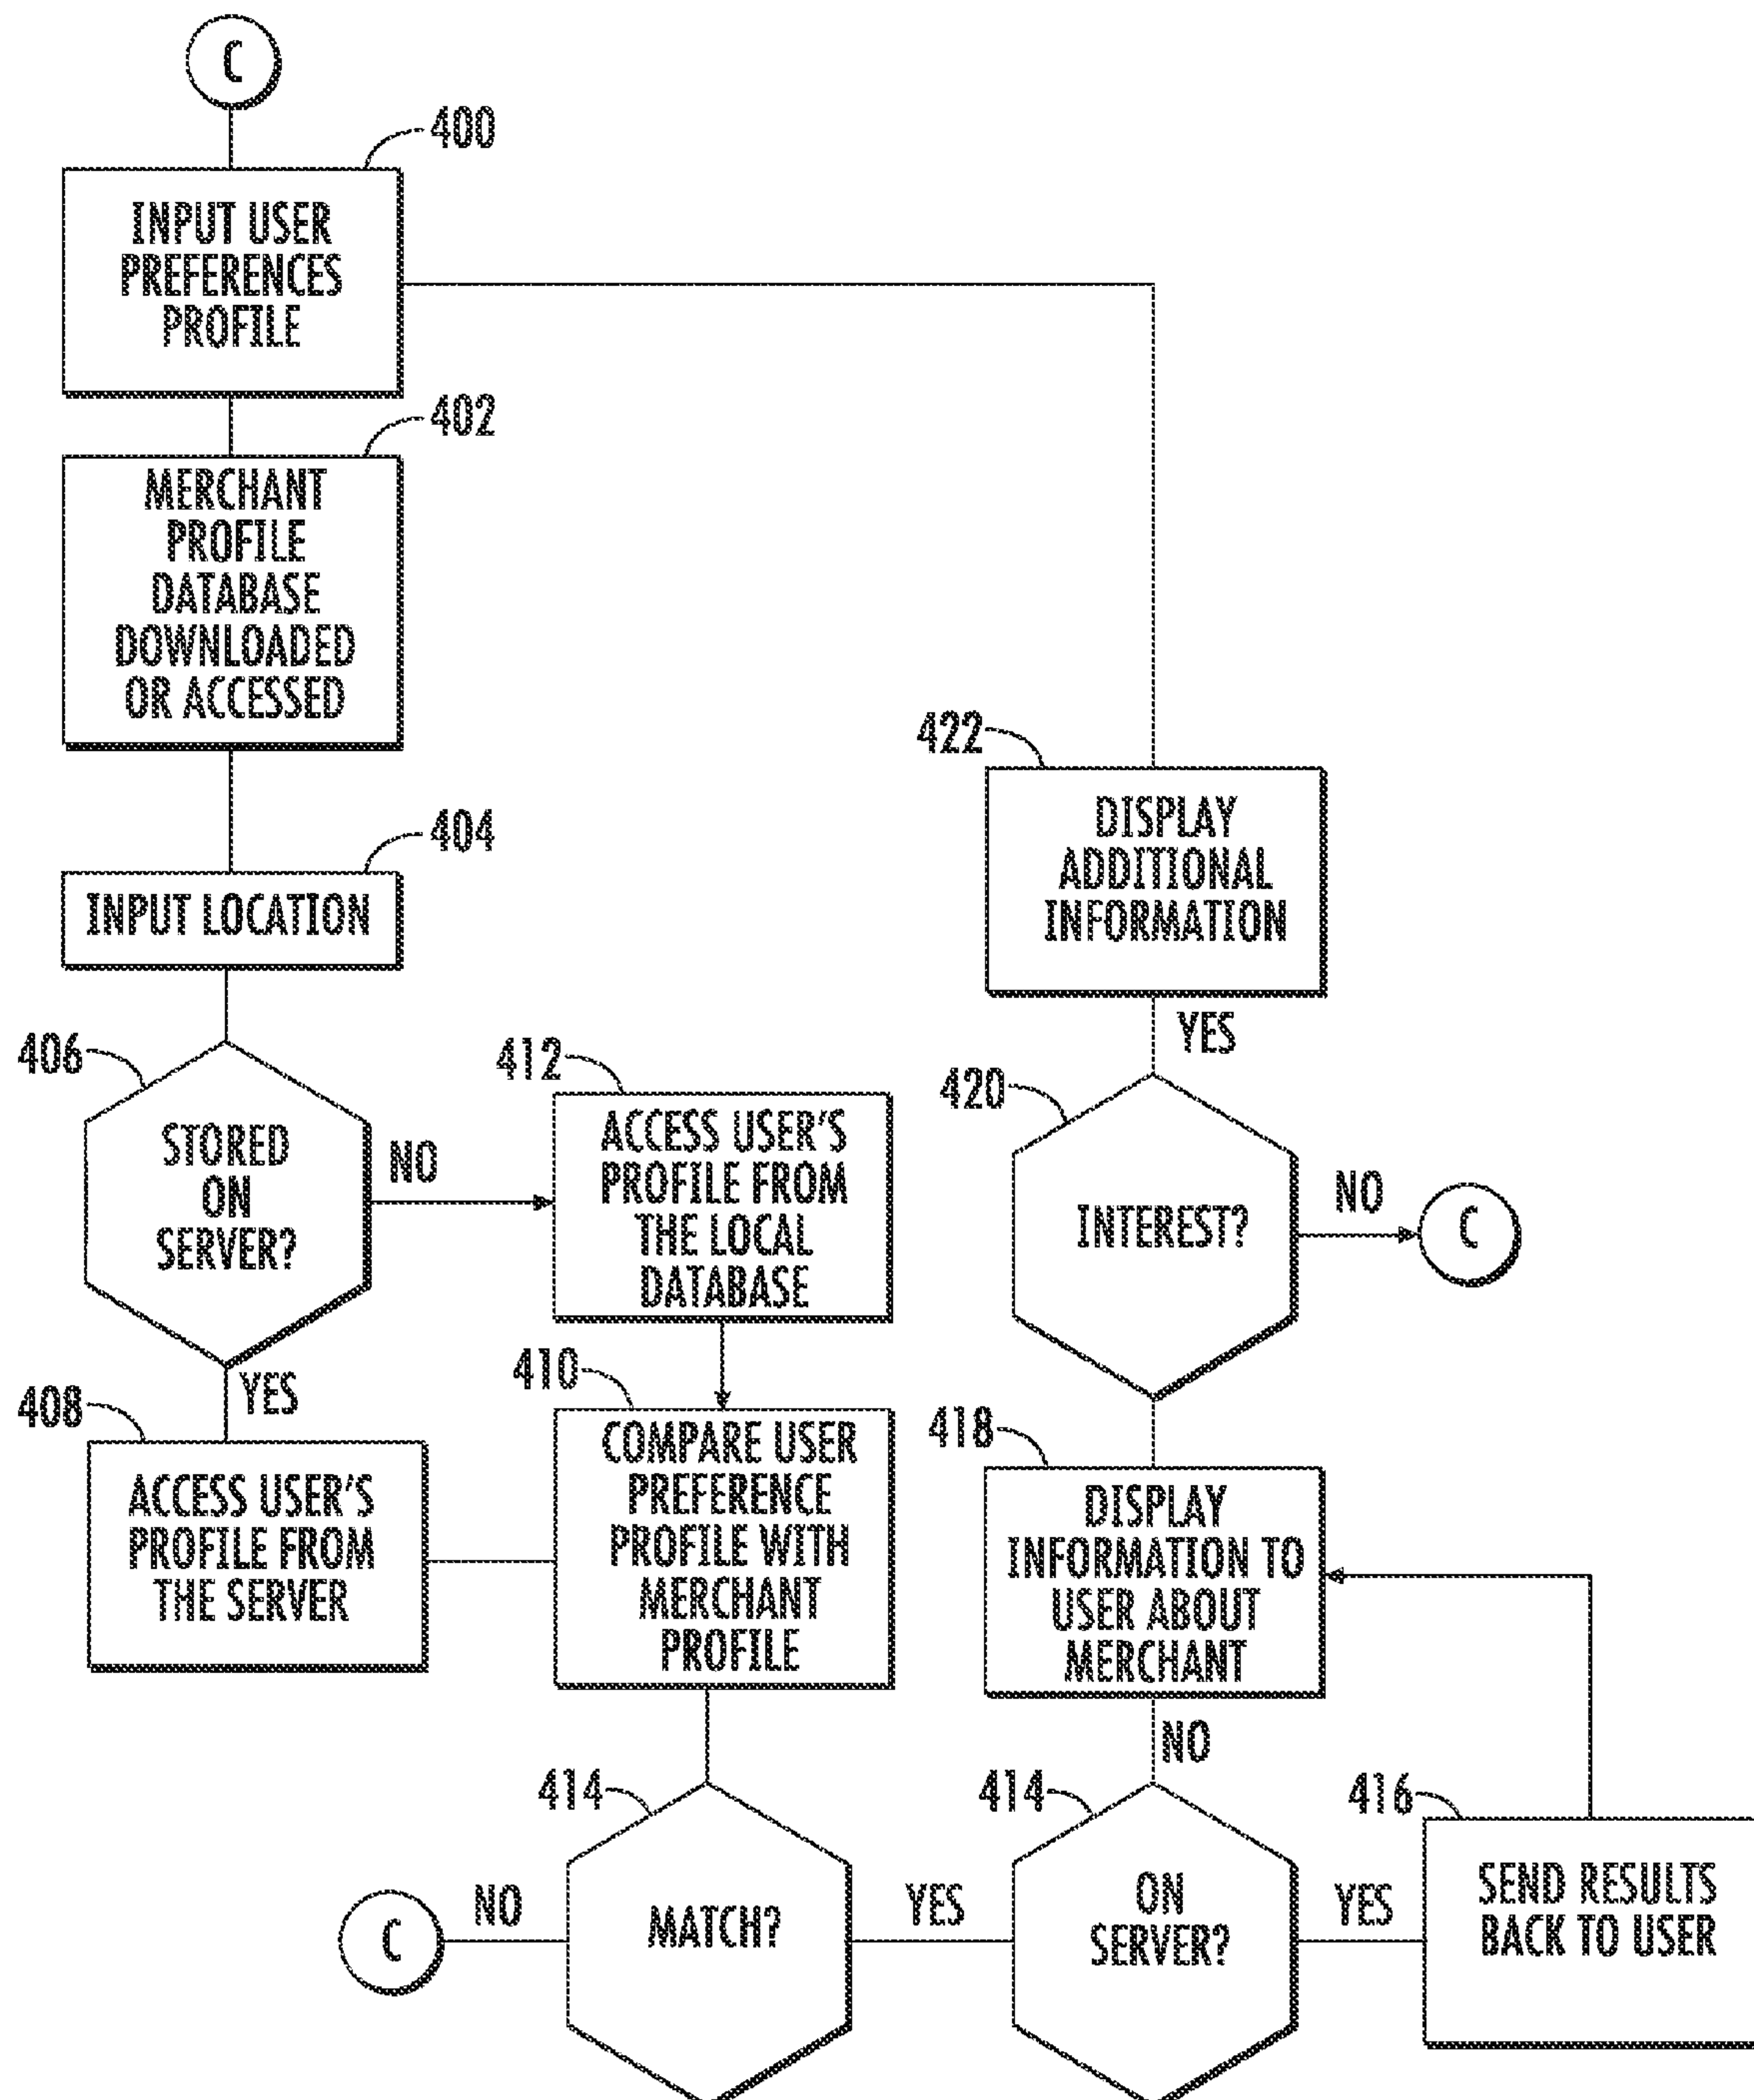 C
400
INPUT USER
PREFERENCES
PROFILE
402
MERCHANT
PROFILE
DATABASE
DOWNLOADED
OR ACCESSED
404
INPUT LOCATION
406
STORED
ON
SERVER?
NO
YES
408
ACCESS USER'S
PROFILE FROM
THE SERVER
412
ACCESS USER'S
PROFILE FROM
THE LOCAL
DATABASE
410
COMPARE USER
PREFERENCE
PROFILE WITH
MERCHANT
PROFILE
414
MATCH?
NO
C
YES
414
ON
SERVER?
YES
416
SEND RESULTS
BACK TO USER
NO
418
DISPLAY
INFORMATION TO
USER ABOUT
MERCHANT
420
INTEREST?
NO
C
YES
422
DISPLAY
ADDITIONAL
INFORMATION